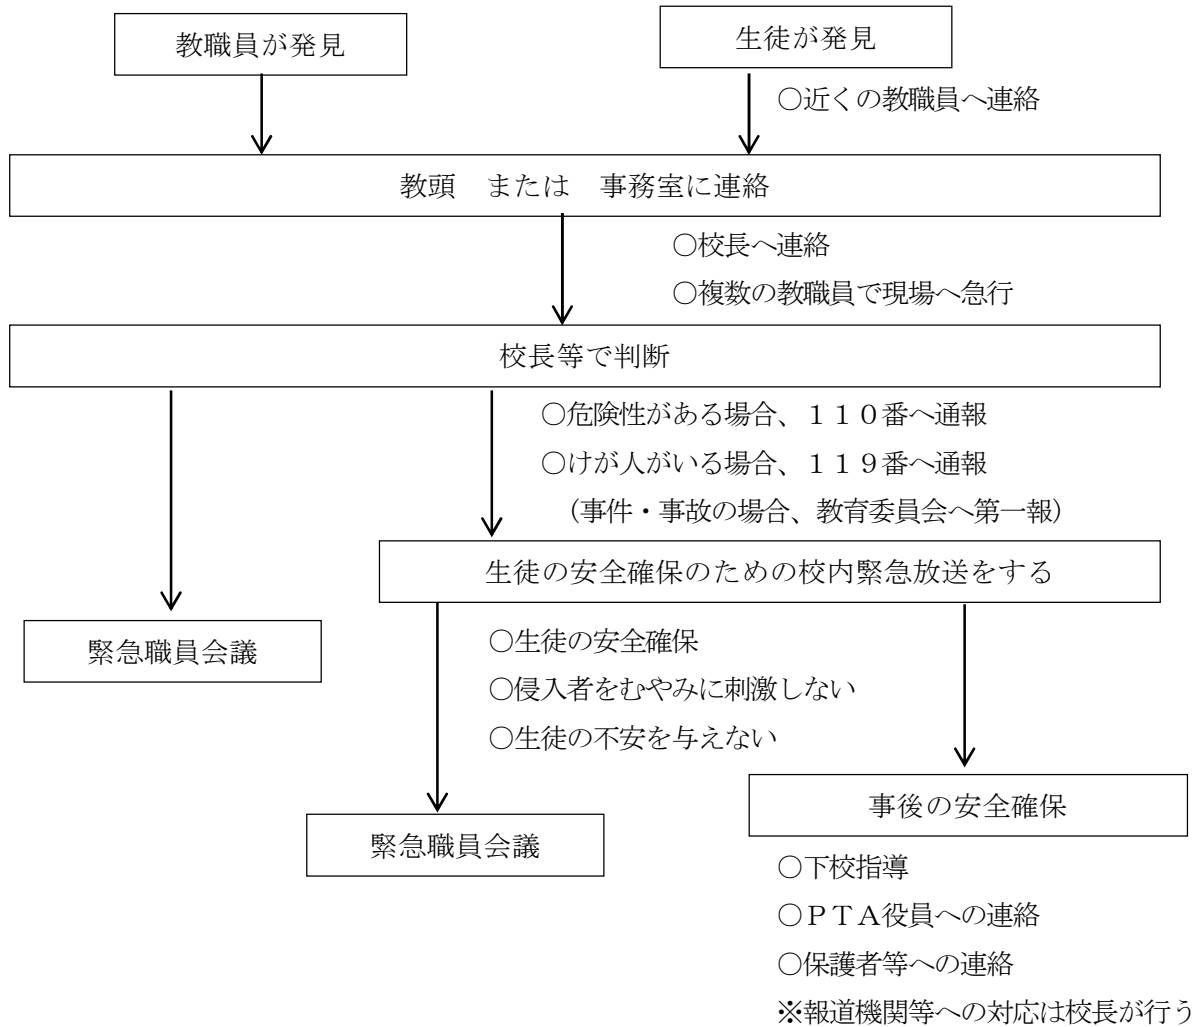 教職員が発見
生徒が発見
○近くの教職員へ連絡
教頭　または　事務室に連絡
○校長へ連絡
○複数の教職員で現場へ急行
校長等で判断
○危険性がある場合、１１０番へ通報
○けが人がいる場合、１１９番へ通報
（事件・事故の場合、教育委員会へ第一報）
生徒の安全確保のための校内緊急放送をする
緊急職員会議
○生徒の安全確保
○侵入者をむやみに刺激しない
○生徒の不安を与えない
緊急職員会議
事後の安全確保
○下校指導
○ＰＴＡ役員への連絡
○保護者等への連絡
※報道機関等への対応は校長が行う